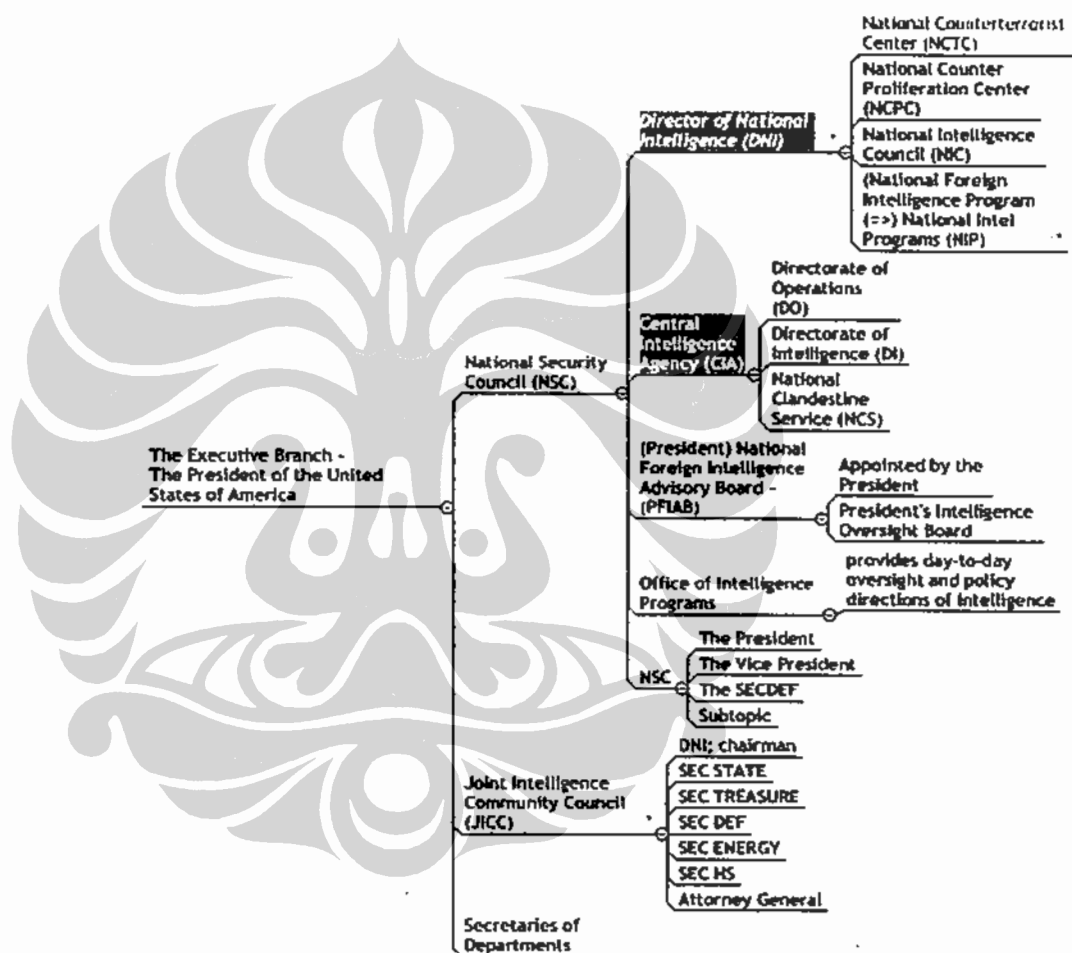 National Counterterrorist
Center (NCTC)
National Counter
Proliferation Center
(NCPC)
Director of National
Intelligence (DNI)
National Intelligence
Council (NIC)
(National Foreign
Intelligence Program
(=>) National Intel
Programs (NIP)
Directorate of
Operations
(DO)
Central
Intelligence
Agency (CIA)
Directorate of
Intelligence (DI)
National
Clandestine
Service (NCS)
National Security
Council (NSC)
The Executive Branch -
The President of the United
States of America
(President) National
Foreign Intelligence
Advisory Board -
(PFIAB)
Appointed by the
President
President's Intelligence
Oversight Board
Office of Intelligence
Programs
provides day-to-day
oversight and policy
directions of intelligence
NSC
The President
The Vice President
The SECDEF
Subtopic
Joint Intelligence
Community Council
(JICC)
DNI; chairman
SEC STATE
SEC TREASURE
SEC DEF
SEC ENERGY
SEC HS
Attorney General
Secretaries of
Departments